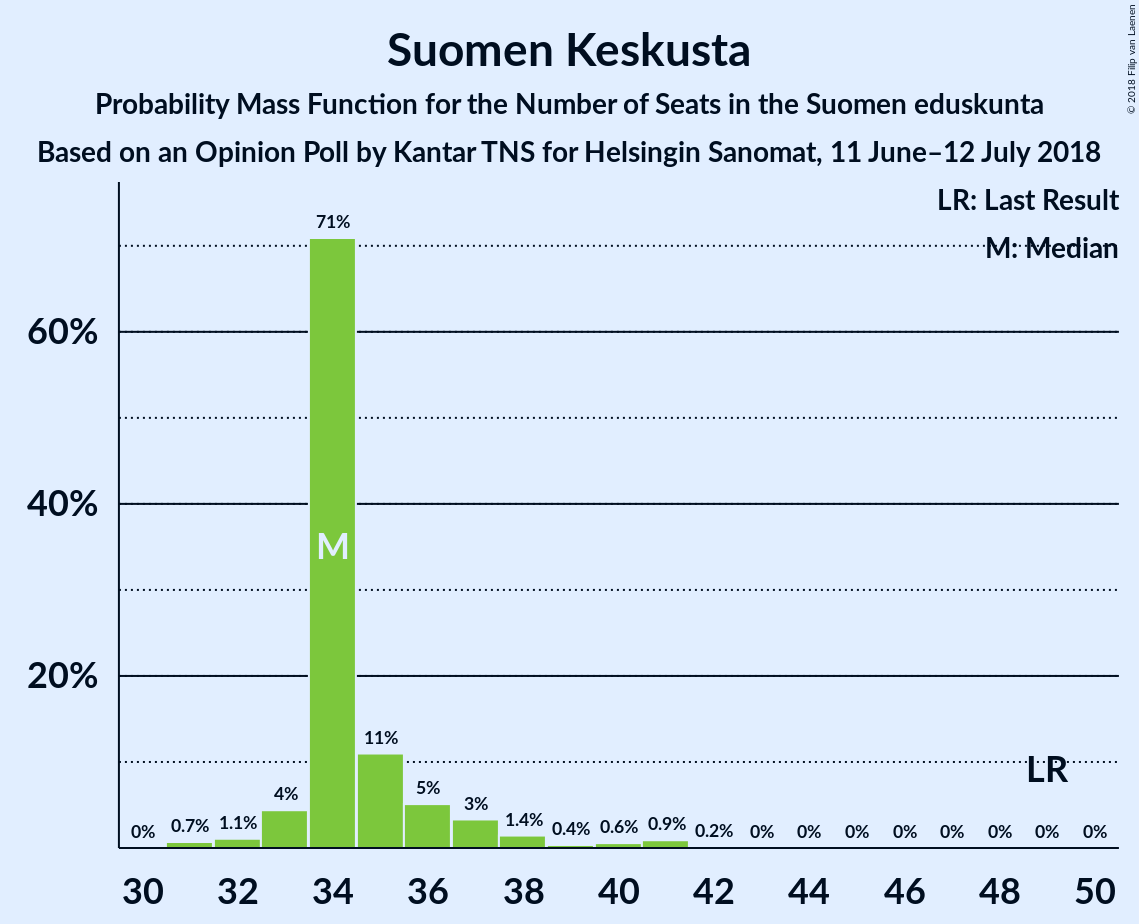 Suomen Keskusta
Probability Mass Function for the Number of Seats in the Suomen eduskunta
Based on an Opinion Poll by Kantar TNS for Helsingin Sanomat, 11 June–12 July 2018
© 2018 Filip van Laenen
LR: Last Result
M: Median
60%
40%
20%
0%
0.7%
1.1%
4%
71%
M
11%
5%
3%
1.4%
0.4%
0.6%
0.9%
0.2%
0%
0%
0%
0%
0%
0%
LR
0%
0%
30 32 34 36 38 40 42 44 46 48 50